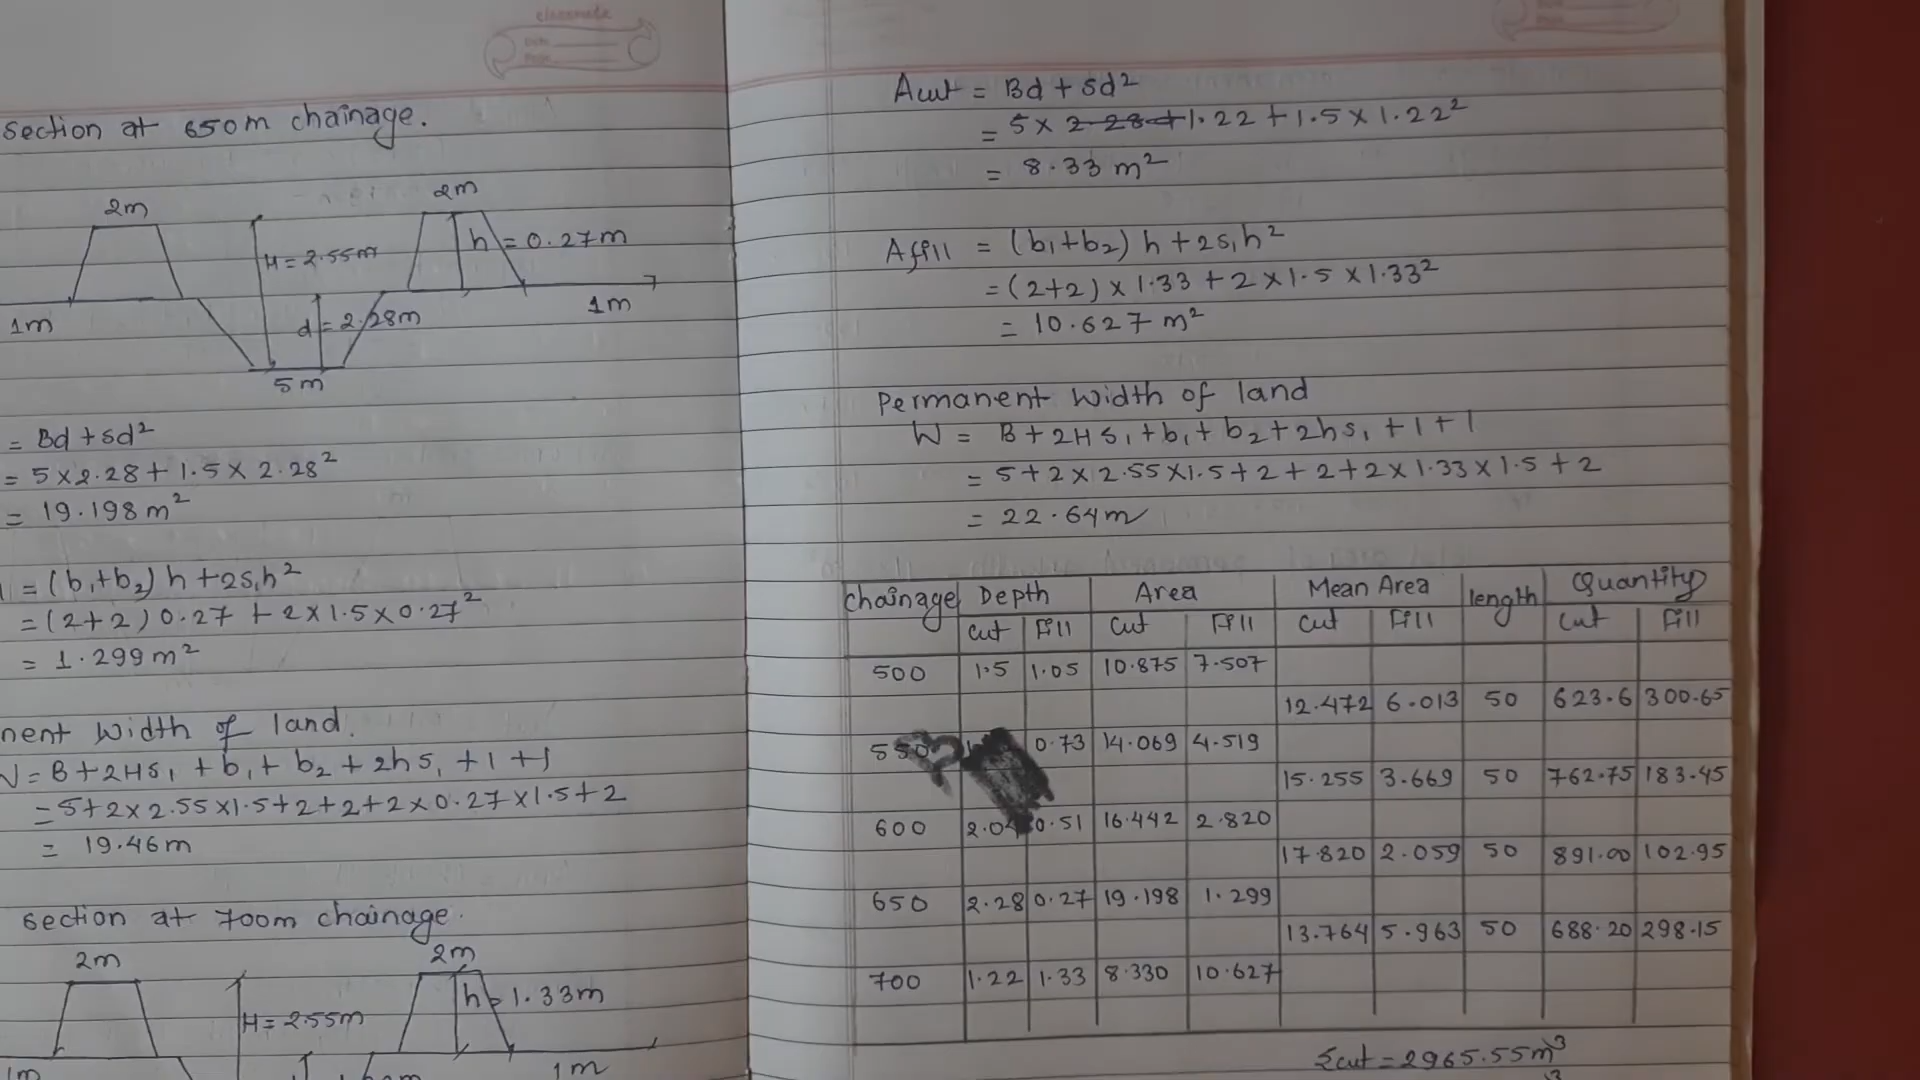 classmate
Date
Page
section at 650m chainage.
2m
2m
H = 2.55m
h = 0.27m
1m
d = 2.28m
1m
5m
= Bd + sd²
= 5 x 2.28 + 1.5 x 2.28²
= 19.198 m²
= (b₁+b₂) h + 2s₁h²
= (2+2) 0.27 + 2 x 1.5 x 0.27²
= 1.299 m²
nent width of land.
W = B + 2HS₁ + b₁ + b₂ + 2hs₁ + 1 + 1
= 5 + 2 x 2.55 x 1.5 + 2 + 2 + 2 x 0.27 x 1.5 + 2
= 19.46m
section at 700m chainage.
2m
2m
H = 2.55m
h = 1.33m
1m
1m
Acut = Bd + sd²
= 5 x 2.28 + 1.22 + 1.5 x 1.22²
= 8.33 m²
Afill = (b₁+b₂) h + 2s₁h²
= (2+2) x 1.33 + 2 x 1.5 x 1.33²
= 10.627 m²
Permanent width of land
W = B + 2HS₁ + b₁ + b₂ + 2hs₁ + 1 + 1
= 5 + 2 x 2.55 x 1.5 + 2 + 2 + 2 x 1.33 x 1.5 + 2
= 22.64m
chainage Depth Area Mean Area length Quantity
cut Fill cut Fill cut Fill cut Fill
500 1.5 1.05 10.875 7.507
12.472 6.013 50 623.6 300.65
550 0.73 14.069 4.519
15.255 3.669 50 762.75 183.45
600 2.04 0.51 16.442 2.820
17.820 2.059 50 891.00 102.95
650 2.28 0.27 19.198 1.299
13.764 5.963 50 688.20 298.15
700 1.22 1.33 8.330 10.627
Σcut = 2965.55m³